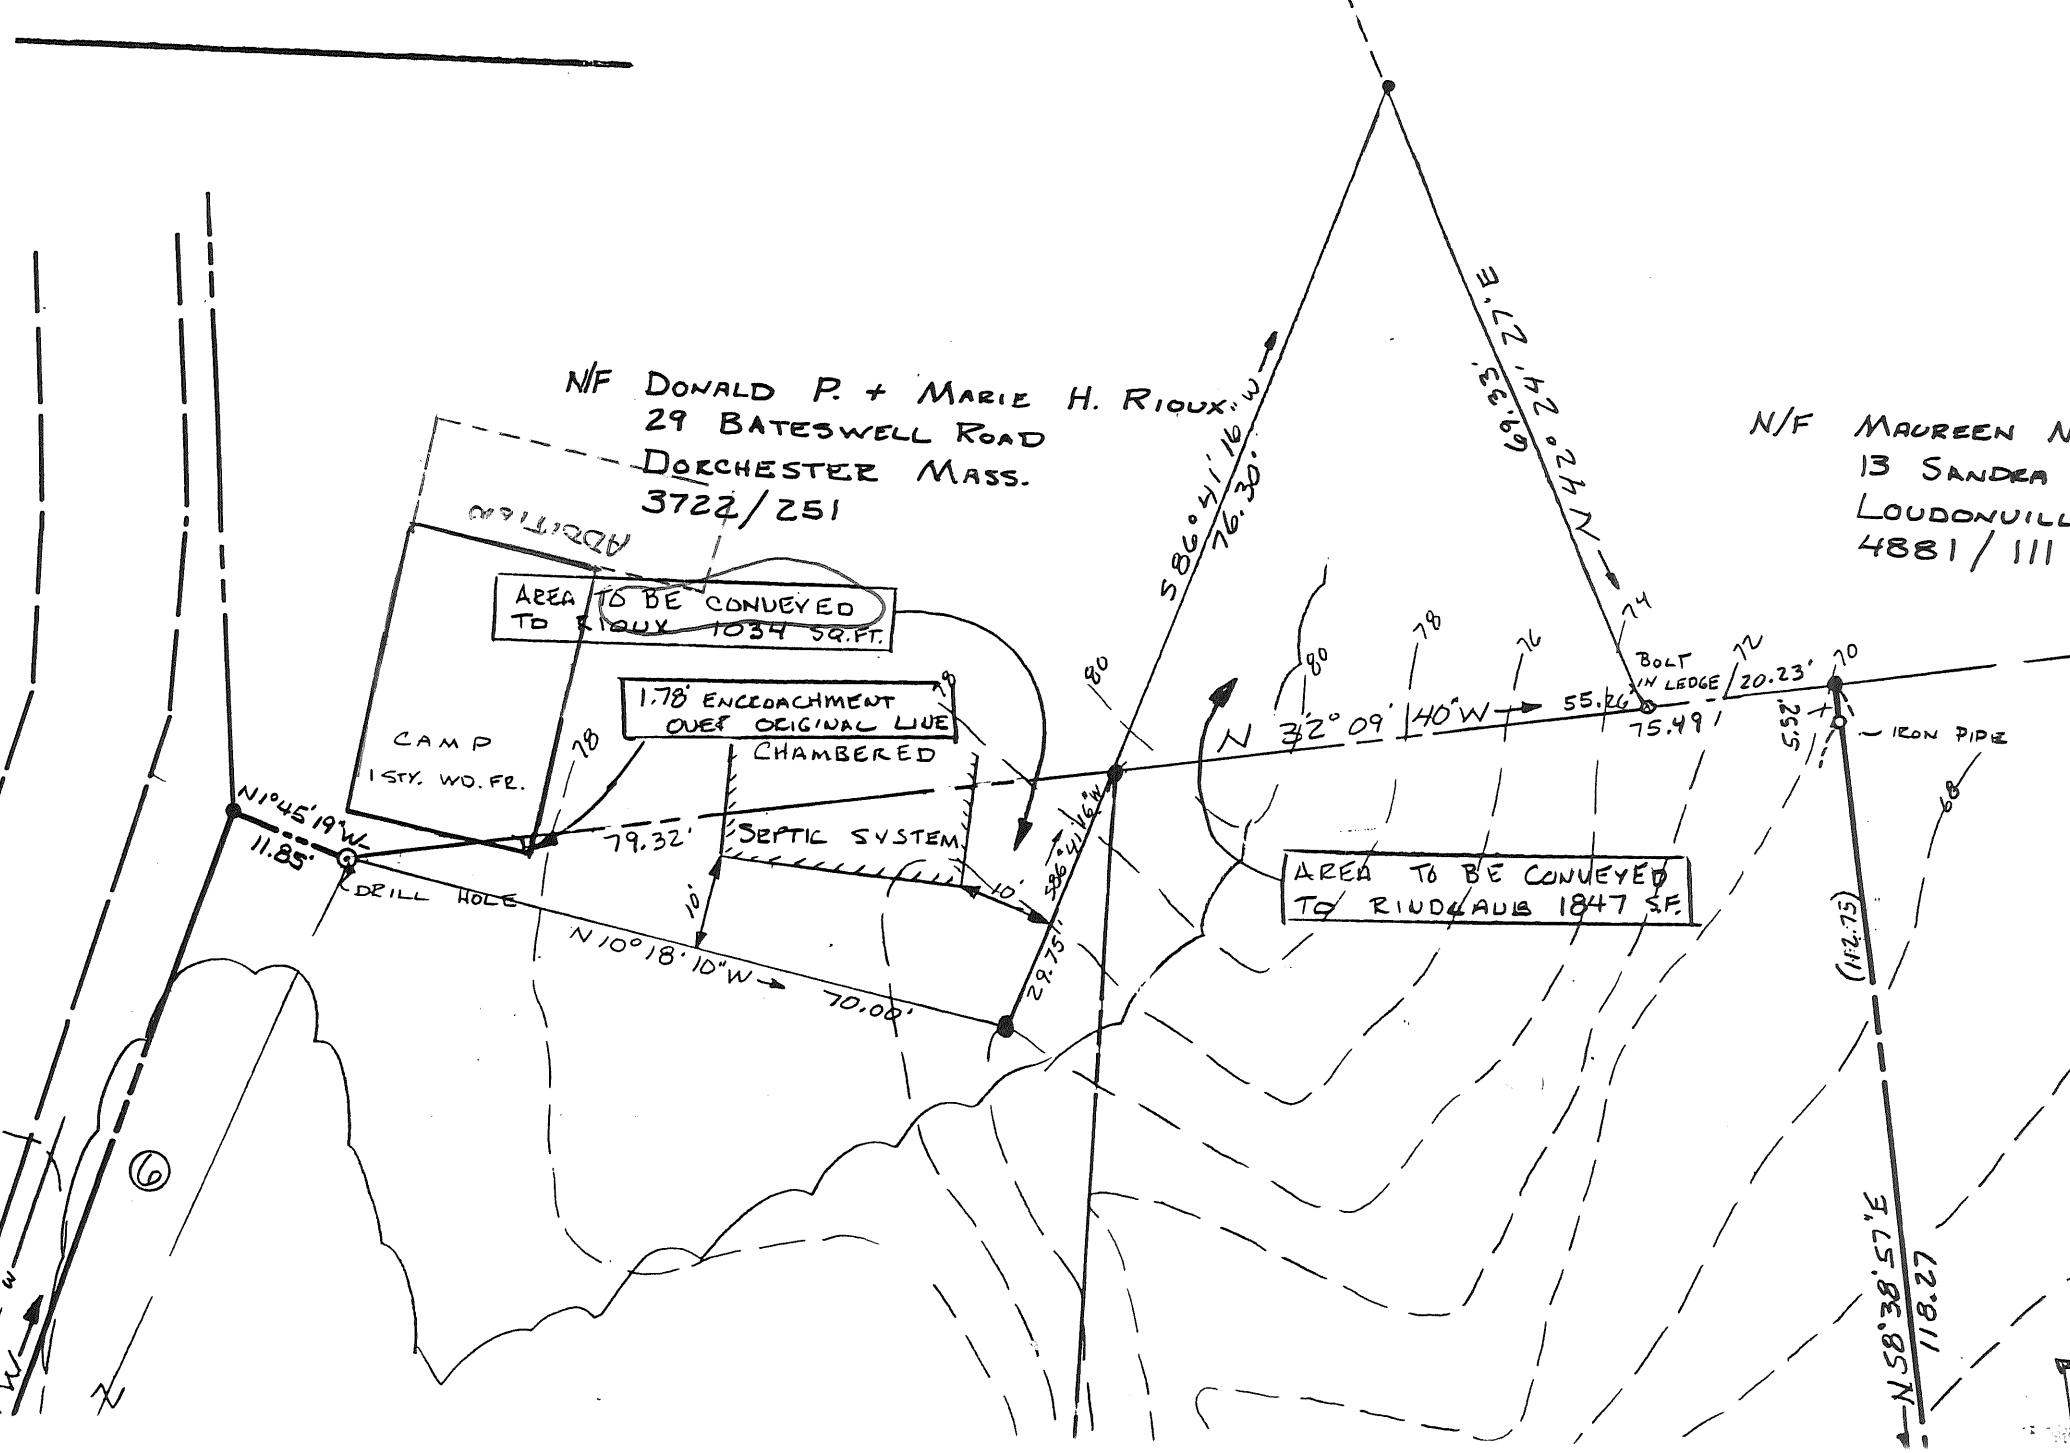 N/F DONALD P. + MARIE H. RIOUX
29 BATESWELL ROAD
DORCHESTER MASS.
3722/251
ADDITION
AREA TO BE CONVEYED
TO RIOUX 1034 SQ.FT.
1.78' ENCROACHMENT
OVER ORIGINAL LINE
CHAMBERED
SEPTIC SYSTEM
CAMP
1 STY. WD. FR.
78
78
N 1° 45' 19" W
11.85'
DRILL HOLE
79.32'
10'
10'
N 10° 18' 10" W
70.00'
S 86° 41' 16" W
29.75'
S 86° 41' 16" W
76.30'
N 42° 24' 27" E
69.33'
N/F MAUREEN N
13 SANDRA
LOUDONVILL
4881 / 111
80
80
78
76
74
72
70
68
BOLT
IN LEDGE
N 32° 09' 40" W
55.26'
20.23'
75.49'
5.52'
IRON PIPE
AREA TO BE CONVEYED
TO RINDGAUB 1847 S.F.
(112.75)
N 58° 38' 57" E
118.27
6
N
W
W